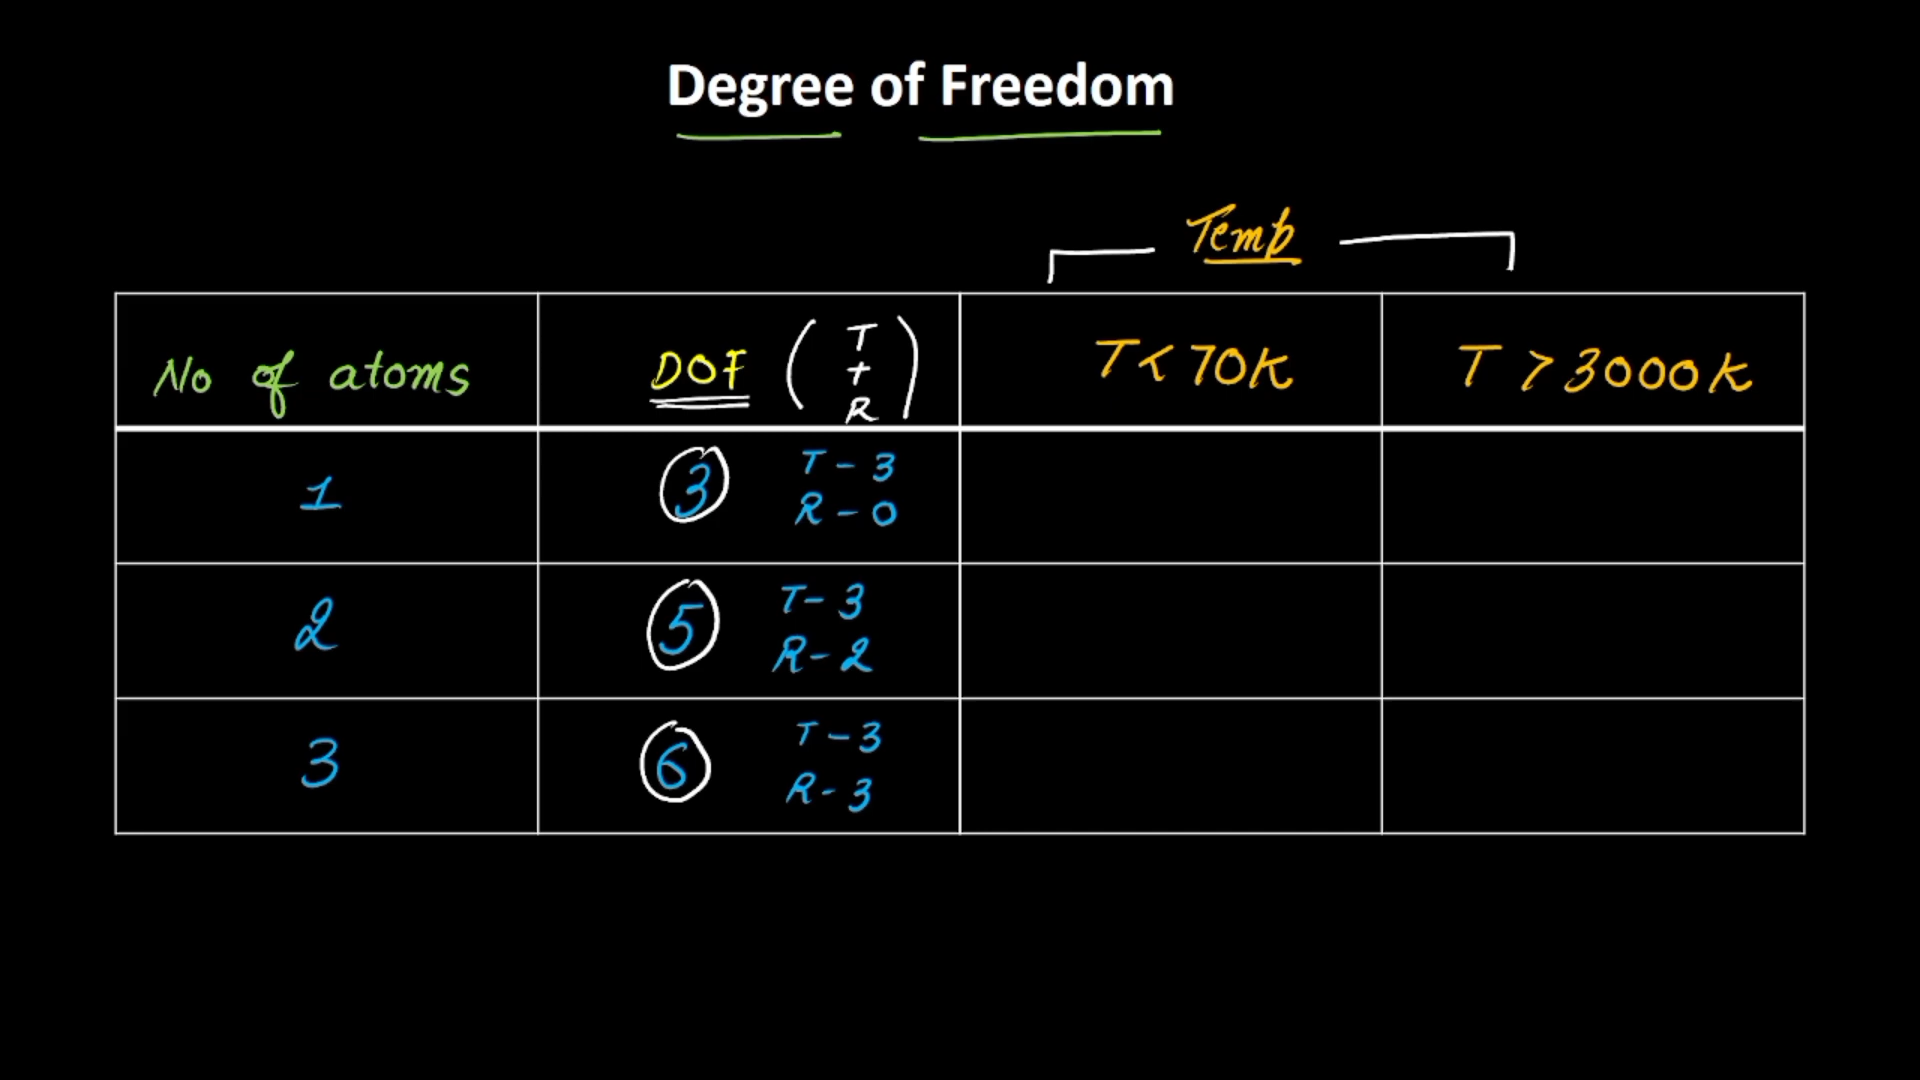 Degree of Freedom
Temp
No of atoms
DOF ( T + R )
T < 70K
T > 3000K
1
3
T - 3
R - 0
2
5
T - 3
R - 2
3
6
T - 3
R - 3